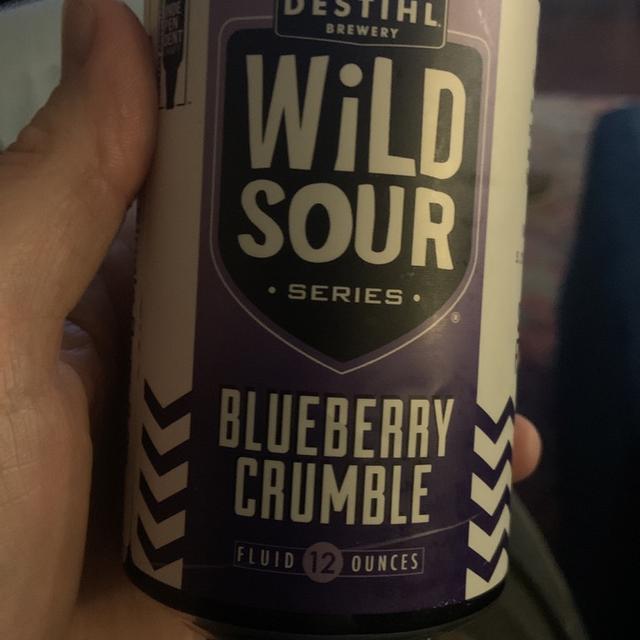 DESTIHL
BREWERY
WiLD
SOUR
• SERIES •
®
BLUEBERRY
CRUMBLE
FLUID 12 OUNCES